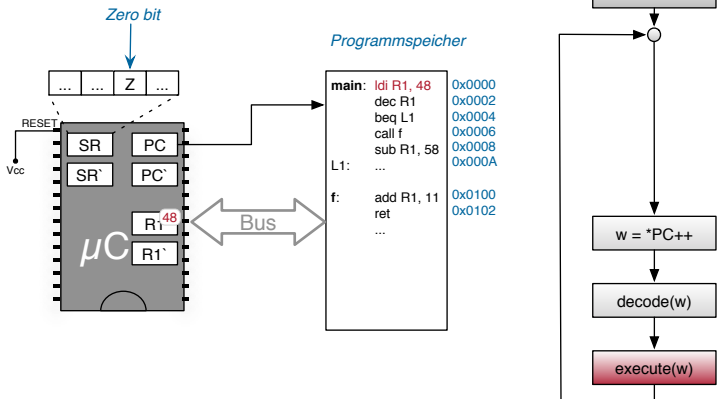 Zero bit
Programmspeicher
... ... Z ...
RESET
Vcc
SR PC
SR` PC`
R1 48
R1`
µC
Bus
main: ldi R1, 48 0x0000
dec R1 0x0002
beq L1 0x0004
call f 0x0006
sub R1, 58 0x0008
L1: ... 0x000A
f: add R1, 11 0x0100
ret 0x0102
...
w = *PC++
decode(w)
execute(w)